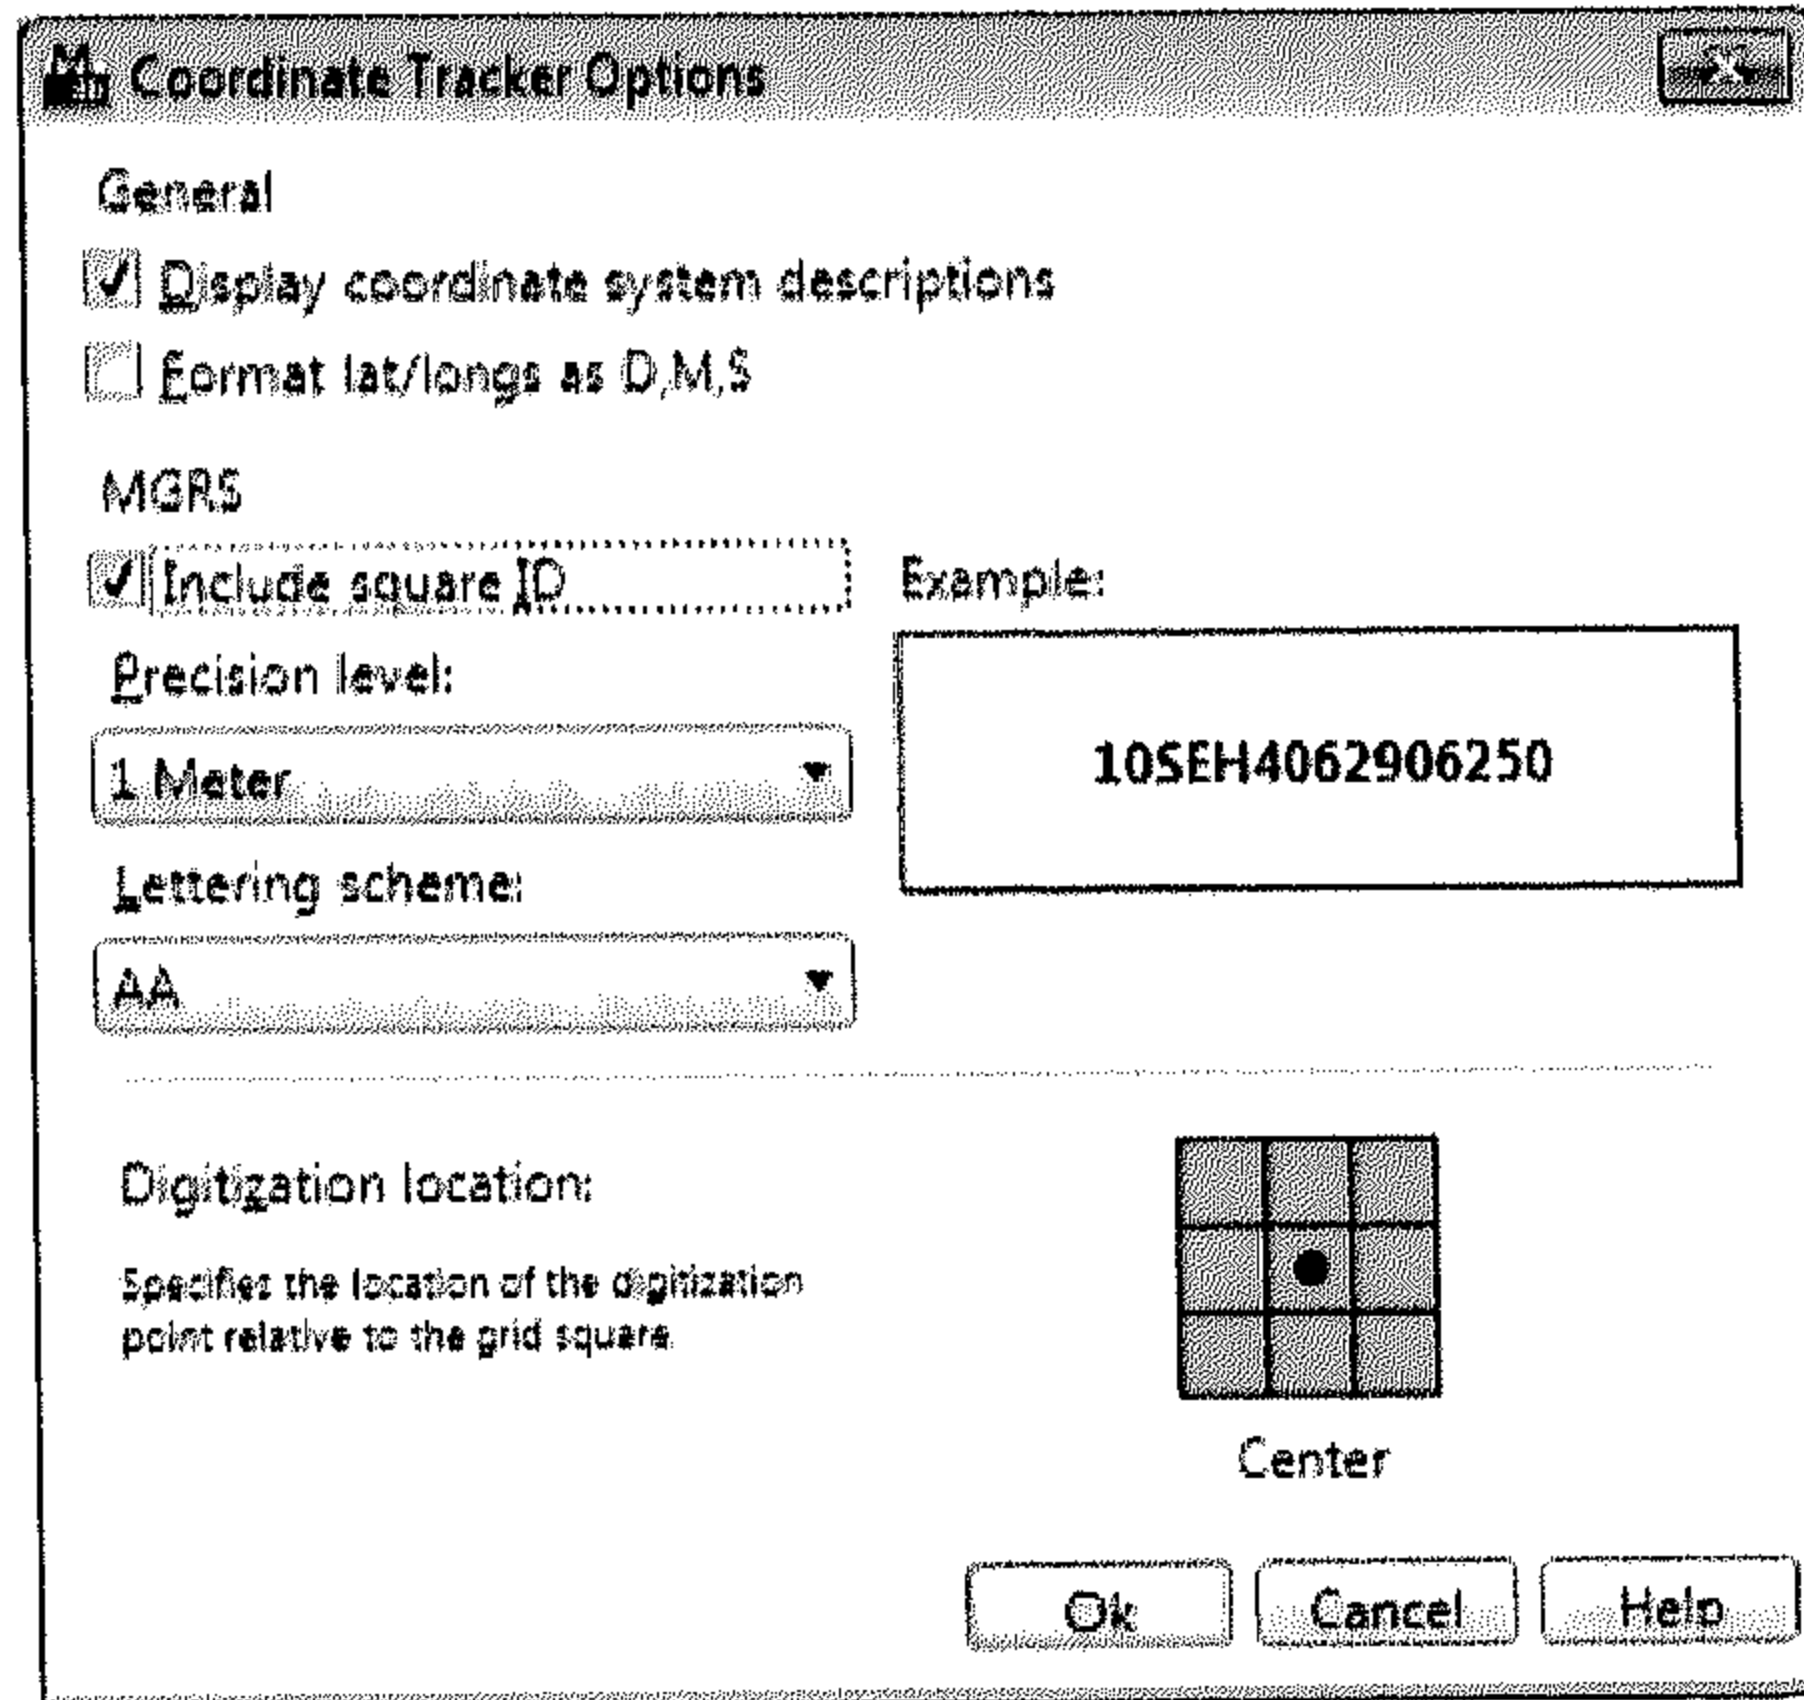 Coordinate Tracker Options
General
Display coordinate system descriptions
Format lat/longs as D,M,S
MGRS
Include square ID
Example:
Precision level:
10SEH4062906250
1 Meter
Lettering scheme:
AA
Digitization location:
Specifies the location of the digitization
point relative to the grid square.
Center
Ok Cancel Help